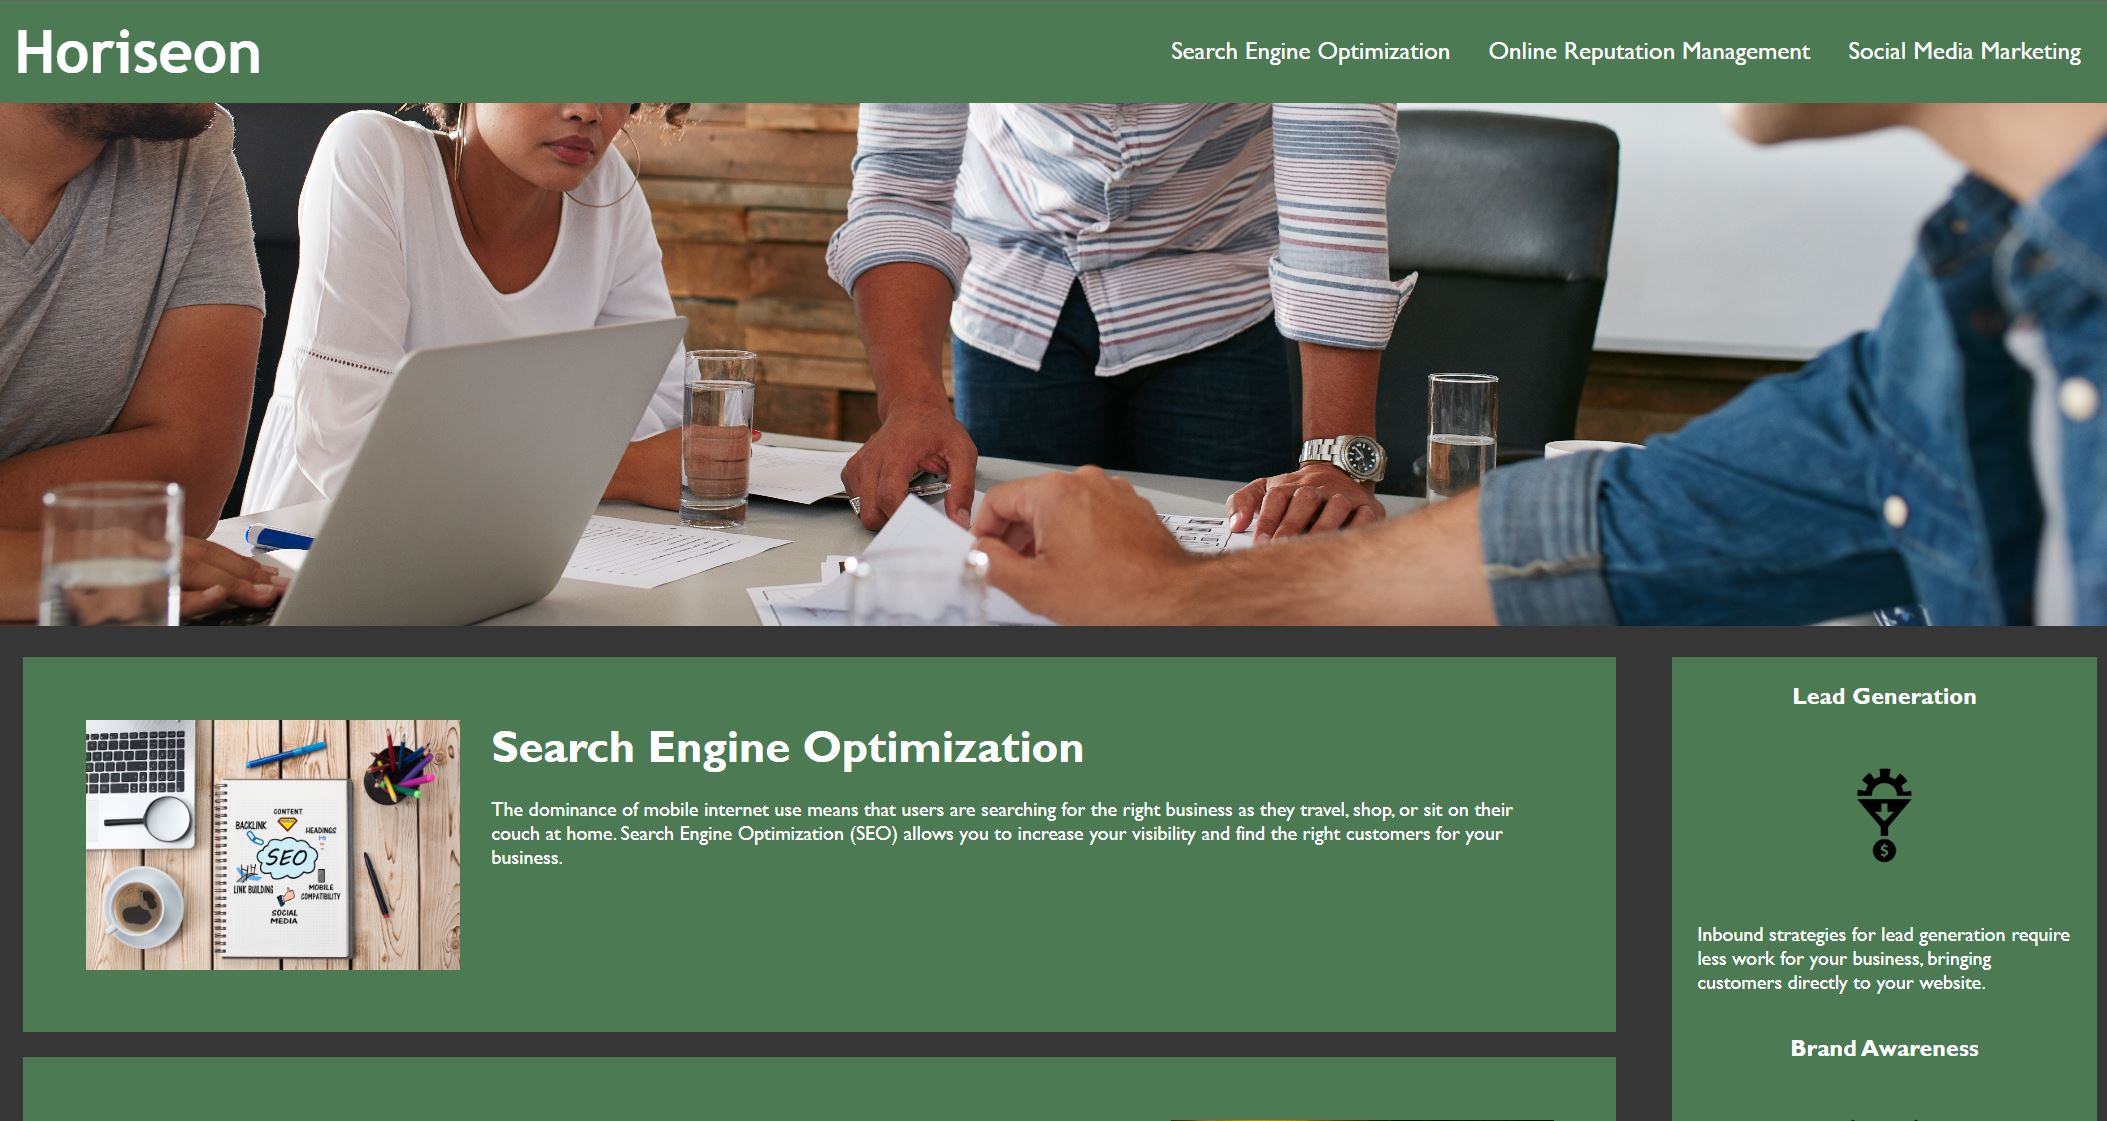 Horiseon
Search Engine Optimization
Online Reputation Management
Social Media Marketing
CONTENT
BACKLINK
HEADINGS
SEO
LINK BUILDING
MOBILE
COMPATIBILITY
SOCIAL
MEDIA
Search Engine Optimization
The dominance of mobile internet use means that users are searching for the right business as they travel, shop, or sit on their
couch at home. Search Engine Optimization (SEO) allows you to increase your visibility and find the right customers for your
business.
Lead Generation
$
Inbound strategies for lead generation require
less work for your business, bringing
customers directly to your website.
Brand Awareness